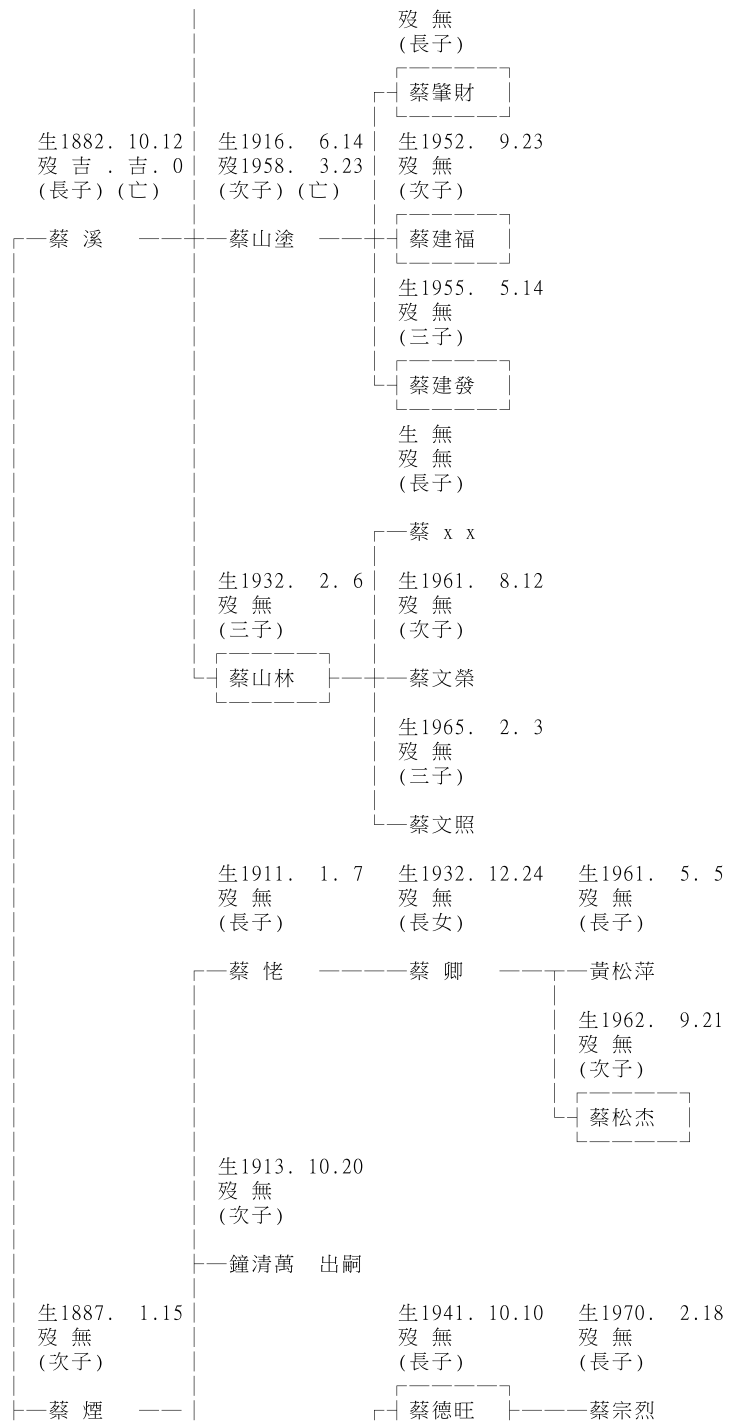 歿 無
(長子)
蔡肇財
生1882. 10.12 生1916. 6.14 生1952. 9.23
歿 吉 . 吉. 0 歿1958. 3.23 歿 無
(長子) (亡) (次子) (亡) (次子)
蔡 溪 蔡山塗 蔡建福
生1955. 5.14
歿 無
(三子)
蔡建發
生 無
歿 無
(長子)
蔡 x x
生1932. 2. 6 生1961. 8.12
歿 無 歿 無
(三子) (次子)
蔡山林 蔡文榮
生1965. 2. 3
歿 無
(三子)
蔡文照
生1911. 1. 7 生1932. 12.24 生1961. 5. 5
歿 無 歿 無 歿 無
(長子) (長女) (長子)
蔡 恅 蔡 卿 黃松萍
生1962. 9.21
歿 無
(次子)
蔡松杰
生1913. 10.20
歿 無
(次子)
鐘清萬 出嗣
生1887. 1.15 生1941. 10.10 生1970. 2.18
歿 無 歿 無 歿 無
(次子) (長子) (長子)
蔡 煙 蔡德旺 蔡宗烈